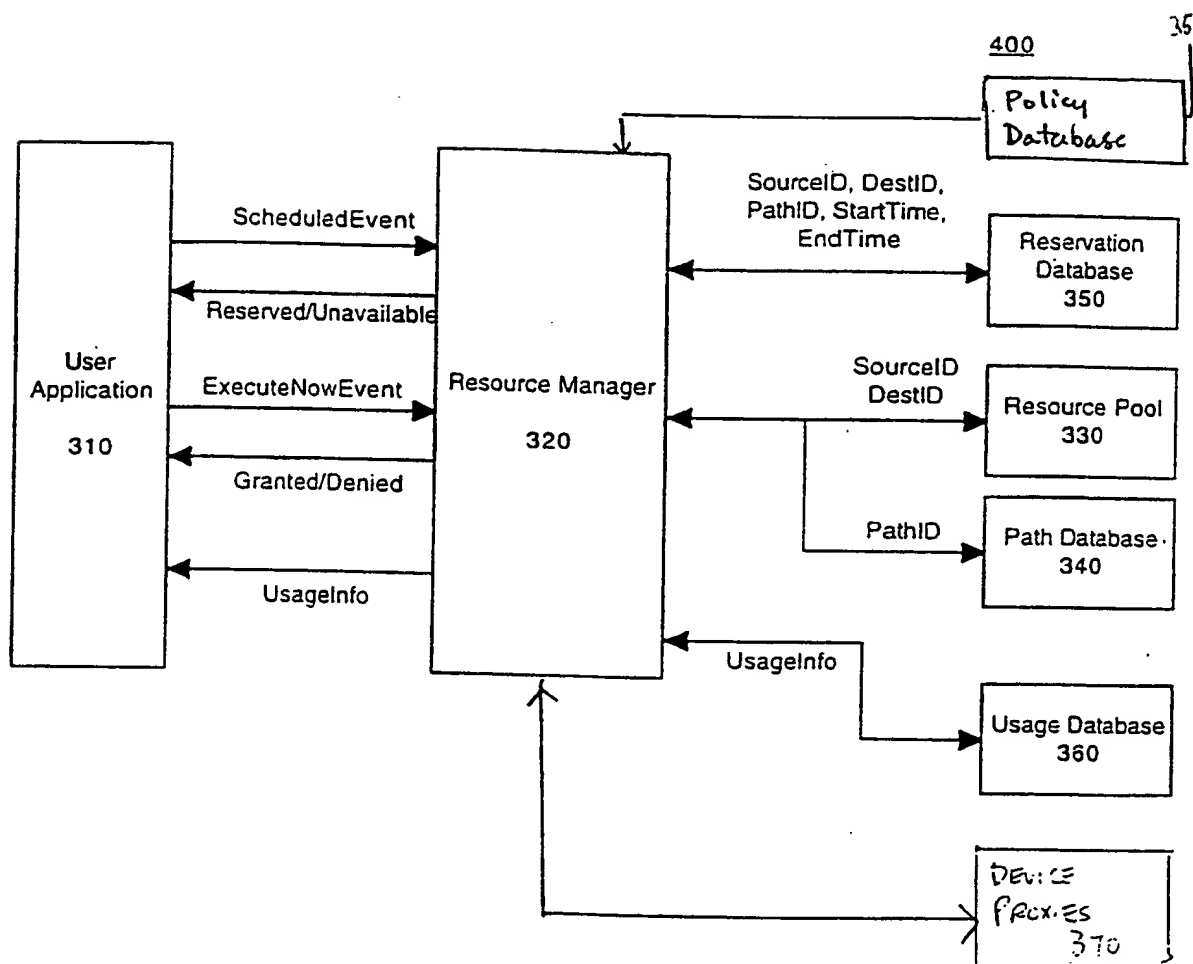 400
35
Policy
Database
SourceID, DestID,
PathID, StartTime,
EndTime
Reservation
Database
350
ScheduledEvent
Reserved/Unavailable
User
Application
310
ExecuteNowEvent
Granted/Denied
UsageInfo
Resource Manager
320
SourceID
DestID
Resource Pool
330
PathID
Path Database
340
UsageInfo
Usage Database
360
DEVICE
PROXIES
370